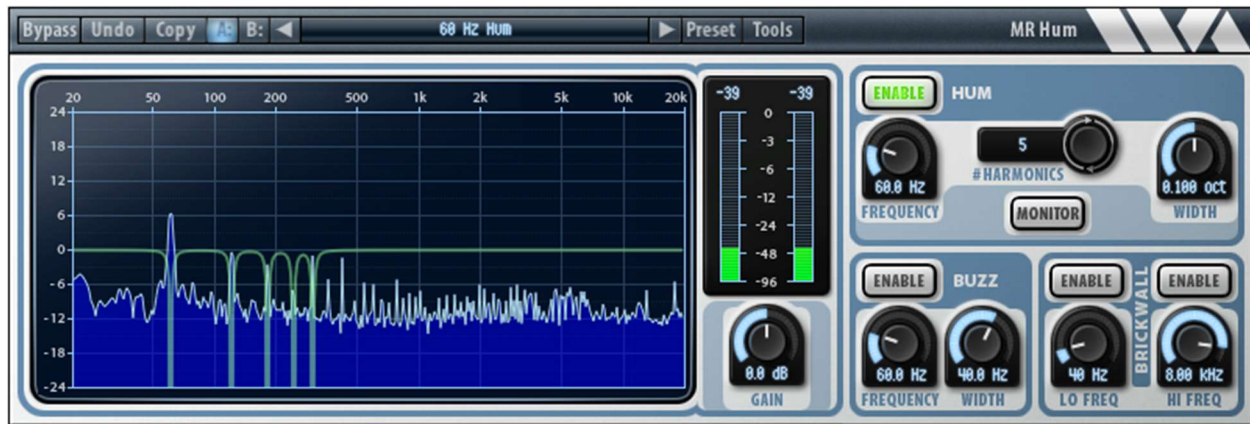 Bypass Undo Copy A: B: 60 Hz Hum Preset Tools MR Hum
20 50 100 200 500 1k 2k 5k 10k 20k
24
18
12
6
0
-6
-12
-18
-24
-39 -39
0
-3
-6
-12
-24
-48
-96
0.0 dB
GAIN
ENABLE HUM
60.0 Hz
FREQUENCY
5
#HARMONICS
MONITOR
0.100 oct
WIDTH
ENABLE BUZZ
60.0 Hz 40.0 Hz
FREQUENCY WIDTH
ENABLE ENABLE
BRICKWALL
40 Hz 8.00 kHz
LO FREQ HI FREQ